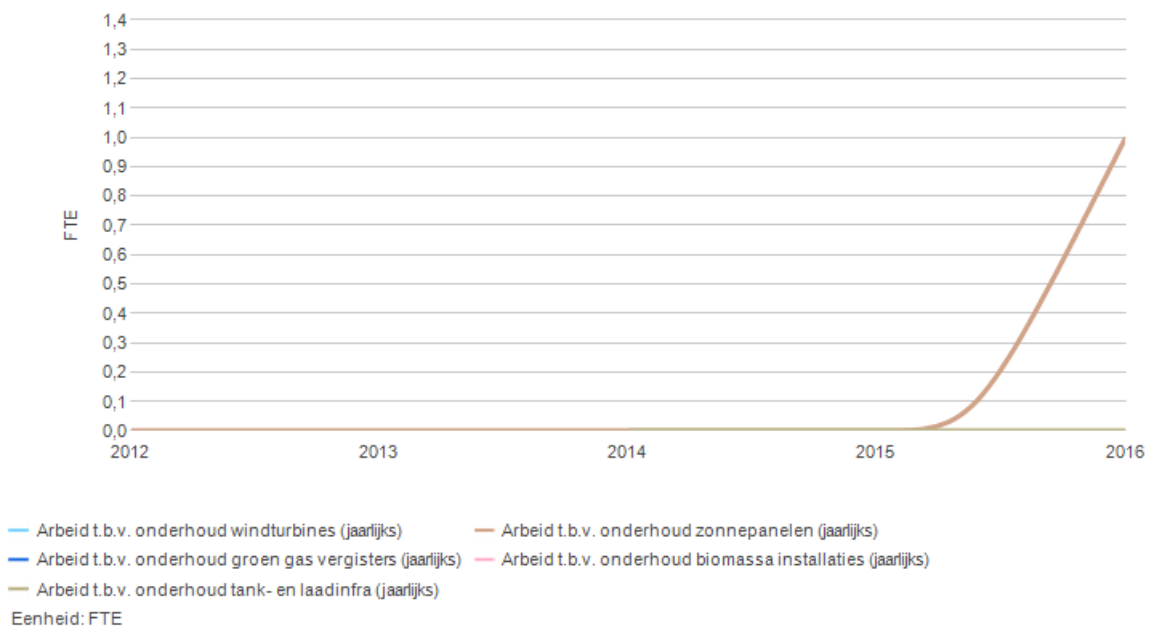 1,4
1,3
1,2
1,1
1,0
0,9
0,8
0,7
0,6
0,5
0,4
0,3
0,2
0,1
0,0
FTE
2012 2013 2014 2015 2016
Arbeid t.b.v. onderhoud windturbines (jaarlijks) Arbeid t.b.v. onderhoud zonnepanelen (jaarlijks)
Arbeid t.b.v. onderhoud groen gas vergisters (jaarlijks) Arbeid t.b.v. onderhoud biomassa installaties (jaarlijks)
Arbeid t.b.v. onderhoud tank- en laadinfra (jaarlijks)
Eenheid: FTE